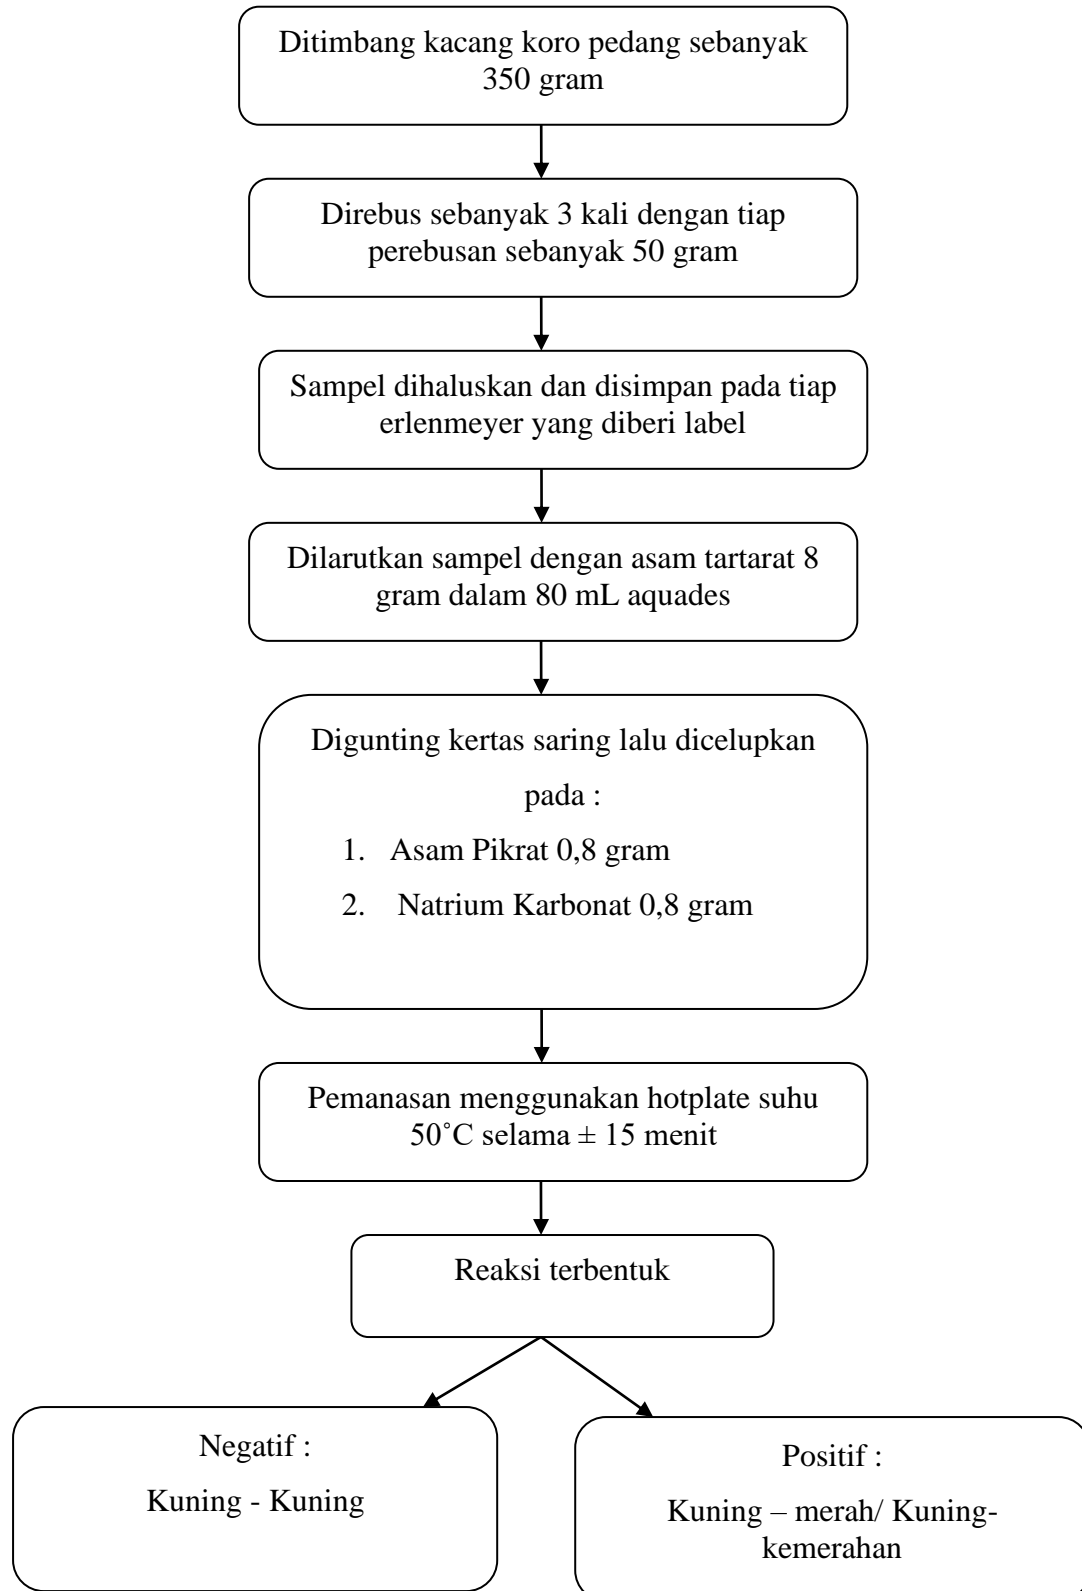 Ditimbang kacang koro pedang sebanyak
350 gram
Direbus sebanyak 3 kali dengan tiap
perebusan sebanyak 50 gram
Sampel dihaluskan dan disimpan pada tiap
erlenmeyer yang diberi label
Dilarutkan sampel dengan asam tartarat 8
gram dalam 80 mL aquades
Digunting kertas saring lalu dicelupkan
pada :
1. Asam Pikrat 0,8 gram
2. Natrium Karbonat 0,8 gram
Pemanasan menggunakan hotplate suhu
50˚C selama ± 15 menit
Reaksi terbentuk
Negatif :
Kuning - Kuning
Positif :
Kuning – merah/ Kuning-
kemerahan